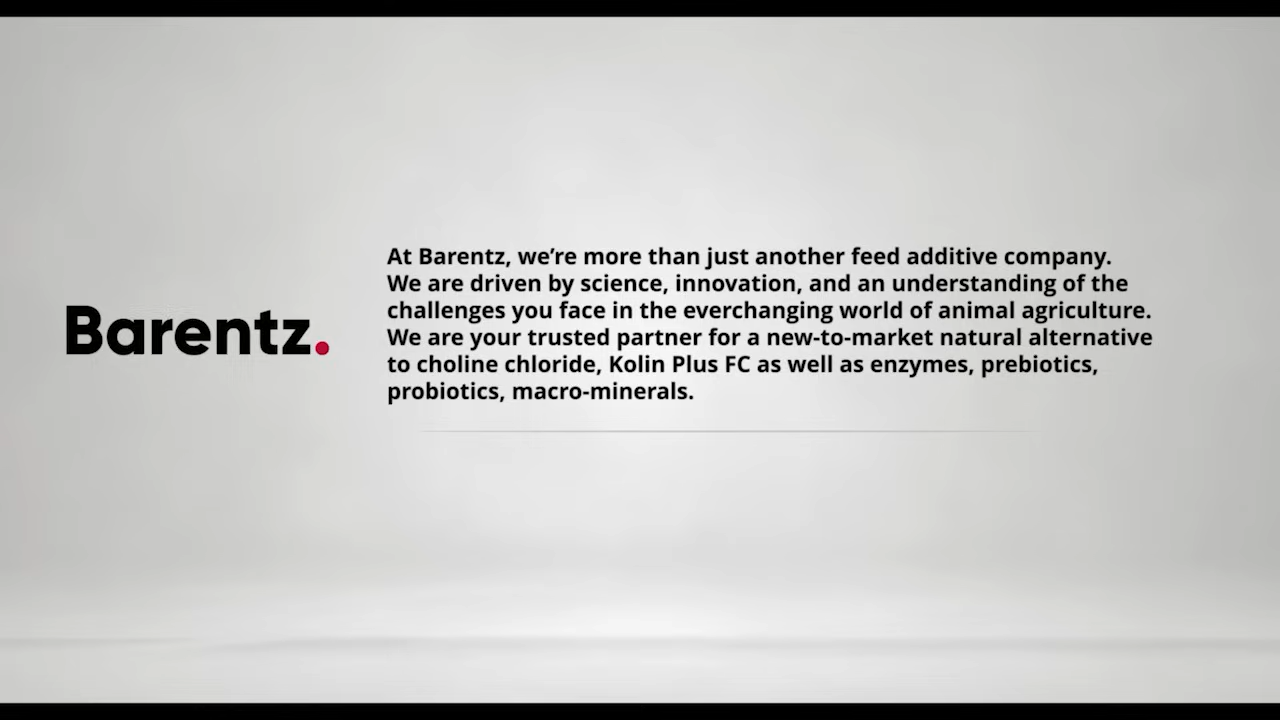 Barentz.
At Barentz, we’re more than just another feed additive company.
We are driven by science, innovation, and an understanding of the
challenges you face in the everchanging world of animal agriculture.
We are your trusted partner for a new-to-market natural alternative
to choline chloride, Kolin Plus FC as well as enzymes, prebiotics,
probiotics, macro-minerals.